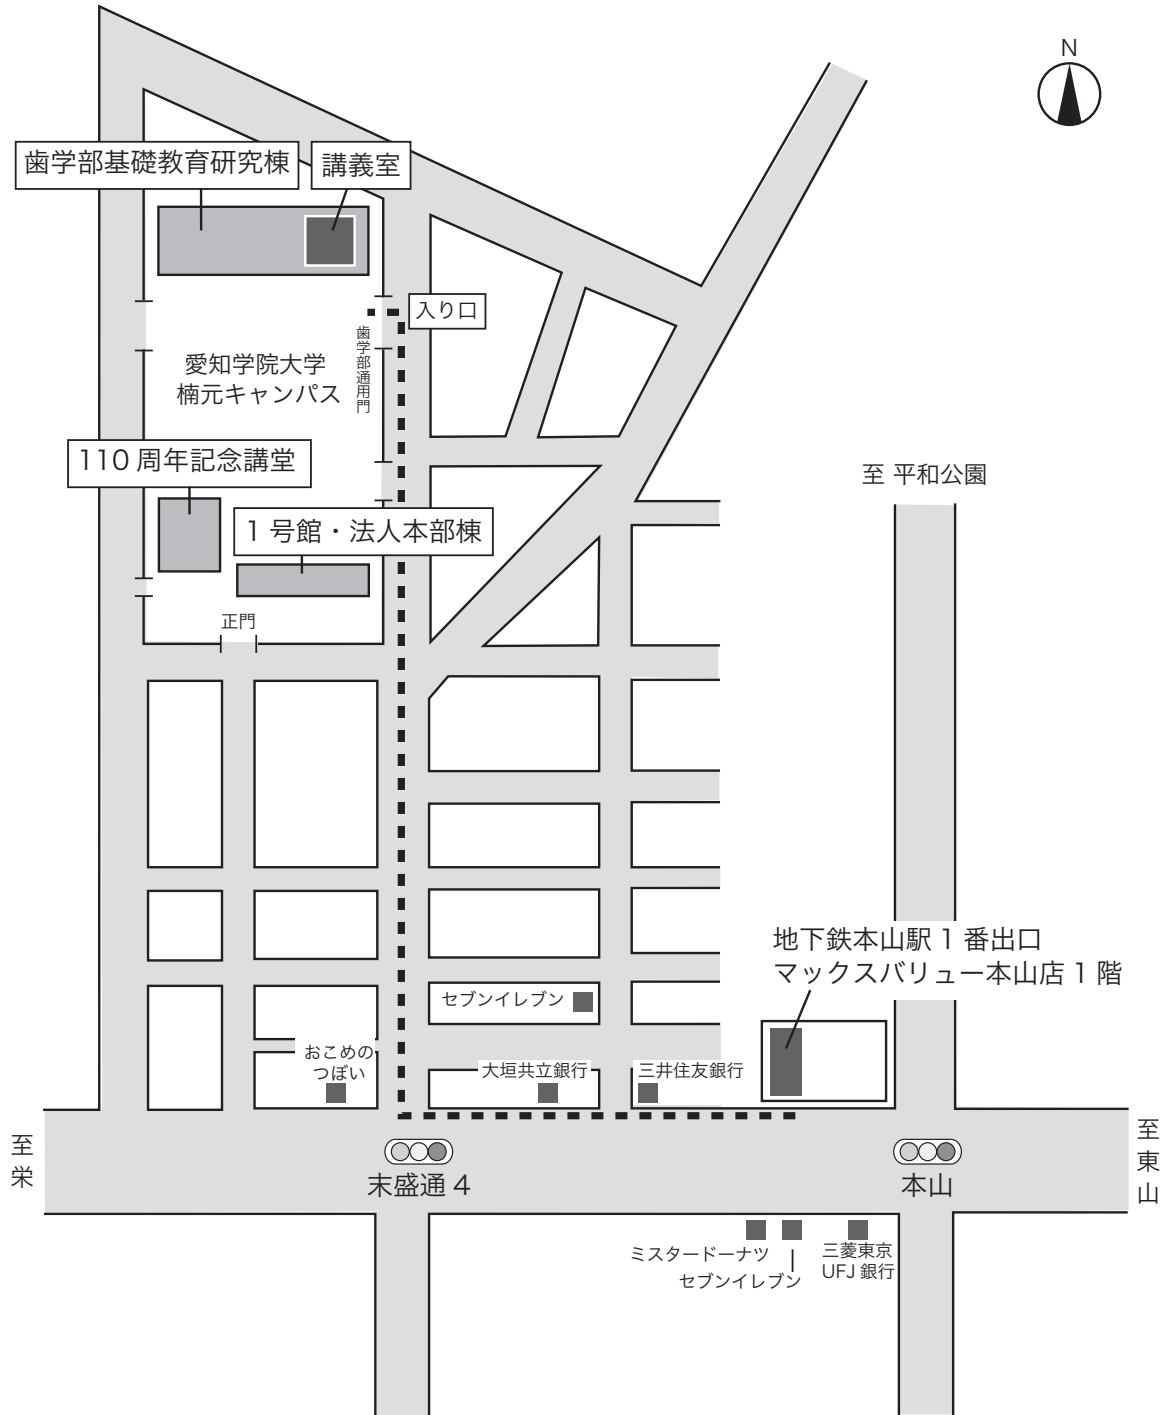 N
歯学部基礎教育研究棟
講義室
入り口
歯学部通用門
愛知学院大学
楠元キャンパス
110 周年記念講堂
至 平和公園
1 号館・法人本部棟
正門
地下鉄本山駅 1 番出口
マックスバリュー本山店 1 階
セブンイレブン
おこめの
つぼい
大垣共立銀行
三井住友銀行
至栄
至東山
末盛通 4
本山
ミスタードーナツ
セブンイレブン
三菱東京
UFJ 銀行